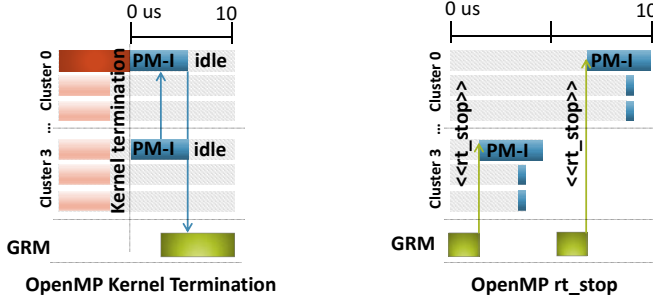 0 us 10
Cluster 0
PM-I idle
Kernel termination
...
Cluster 3
PM-I idle
GRM
OpenMP Kernel Termination
0 us 10
Cluster 0
PM-I
<<rt_stop>>
<<rt_stop>>
...
Cluster 3
PM-I
GRM
OpenMP rt_stop